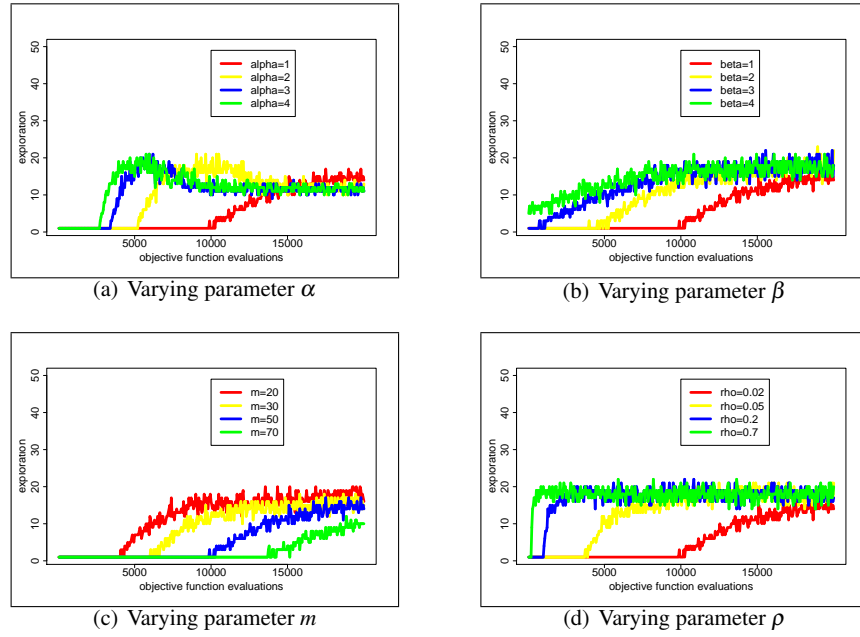 50
40
30
20
10
0
exploration
alpha=1
alpha=2
alpha=3
alpha=4
5000 10000 15000
objective function evaluations
(a) Varying parameter α
50
40
30
20
10
0
exploration
beta=1
beta=2
beta=3
beta=4
5000 10000 15000
objective function evaluations
(b) Varying parameter β
50
40
30
20
10
0
exploration
m=20
m=30
m=50
m=70
5000 10000 15000
objective function evaluations
(c) Varying parameter m
50
40
30
20
10
0
exploration
rho=0.02
rho=0.05
rho=0.2
rho=0.7
5000 10000 15000
objective function evaluations
(d) Varying parameter ρ